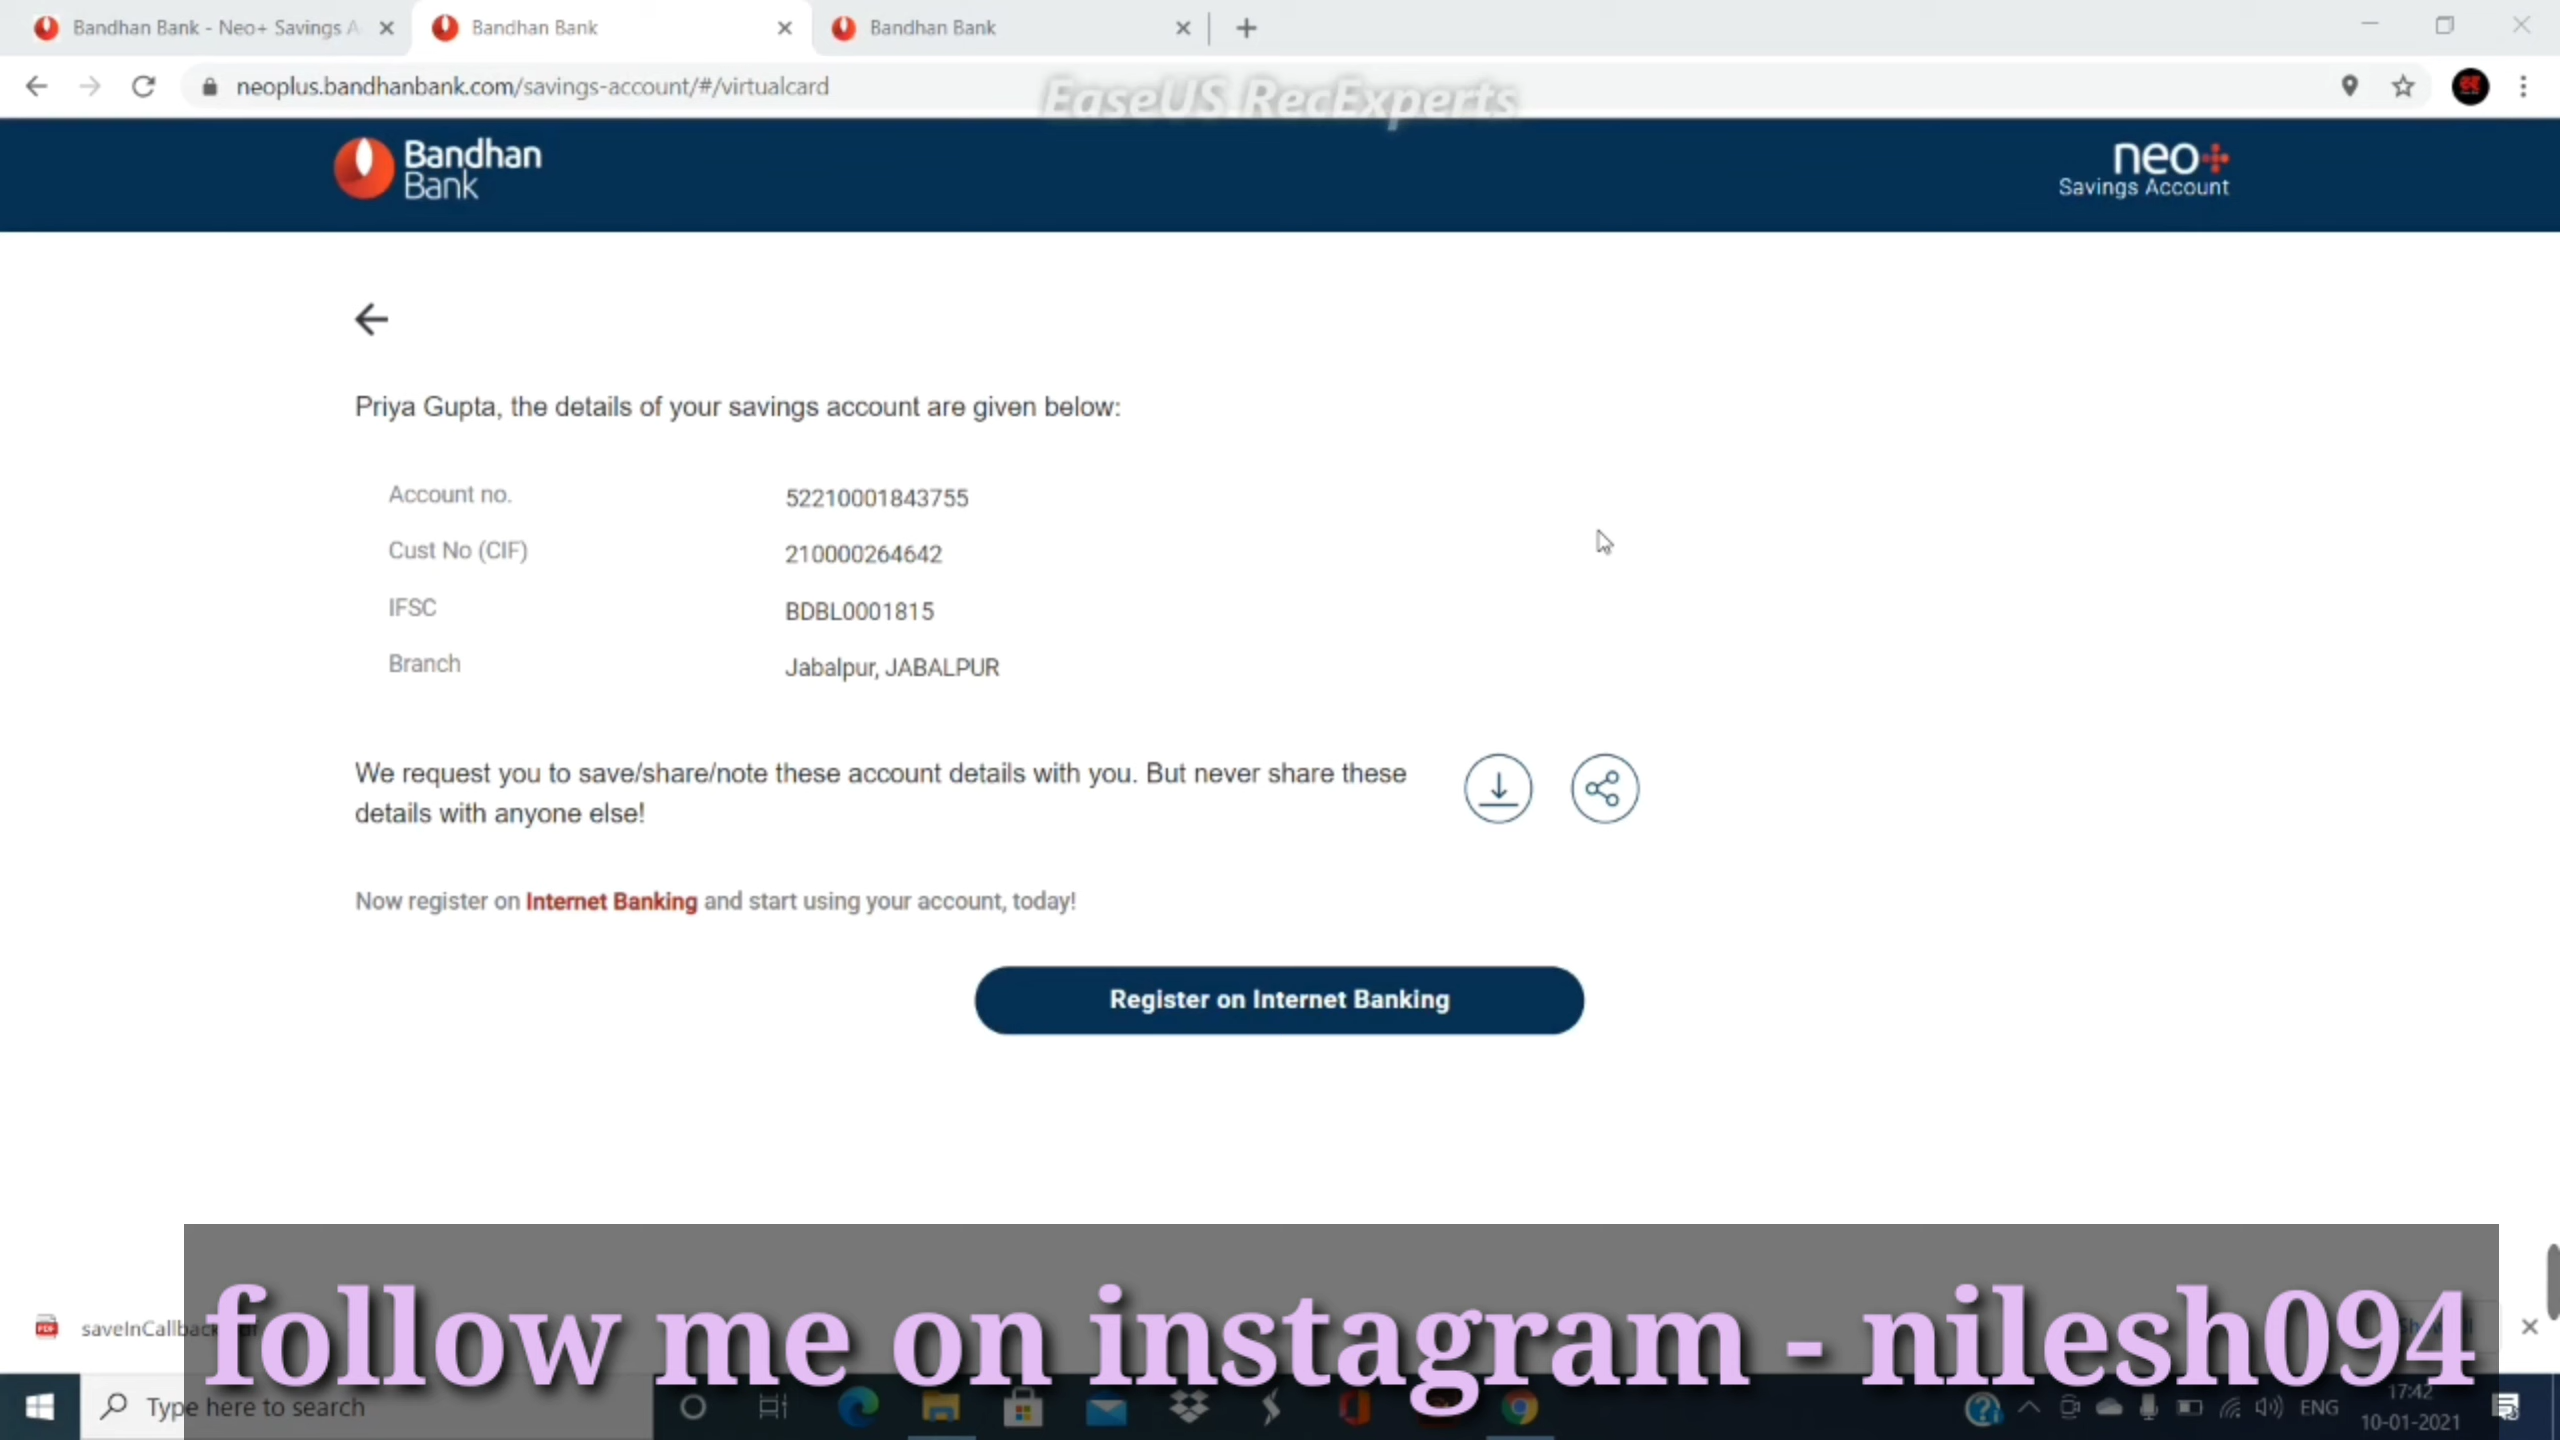 Bandhan Bank - Neo+ Savings A
Bandhan Bank
Bandhan Bank
neoplus.bandhanbank.com/savings-account/#/virtualcard
EaseUS RecExperts
Bandhan
Bank
neo+
Savings Account
Priya Gupta, the details of your savings account are given below:
Account no. 52210001843755
Cust No (CIF) 210000264642
IFSC BDBL0001815
Branch Jabalpur, JABALPUR
We request you to save/share/note these account details with you. But never share these
details with anyone else!
Now register on Internet Banking and start using your account, today!
Register on Internet Banking
follow me on instagram - nilesh094
Type here to search
ENG
17:42
10-01-2021